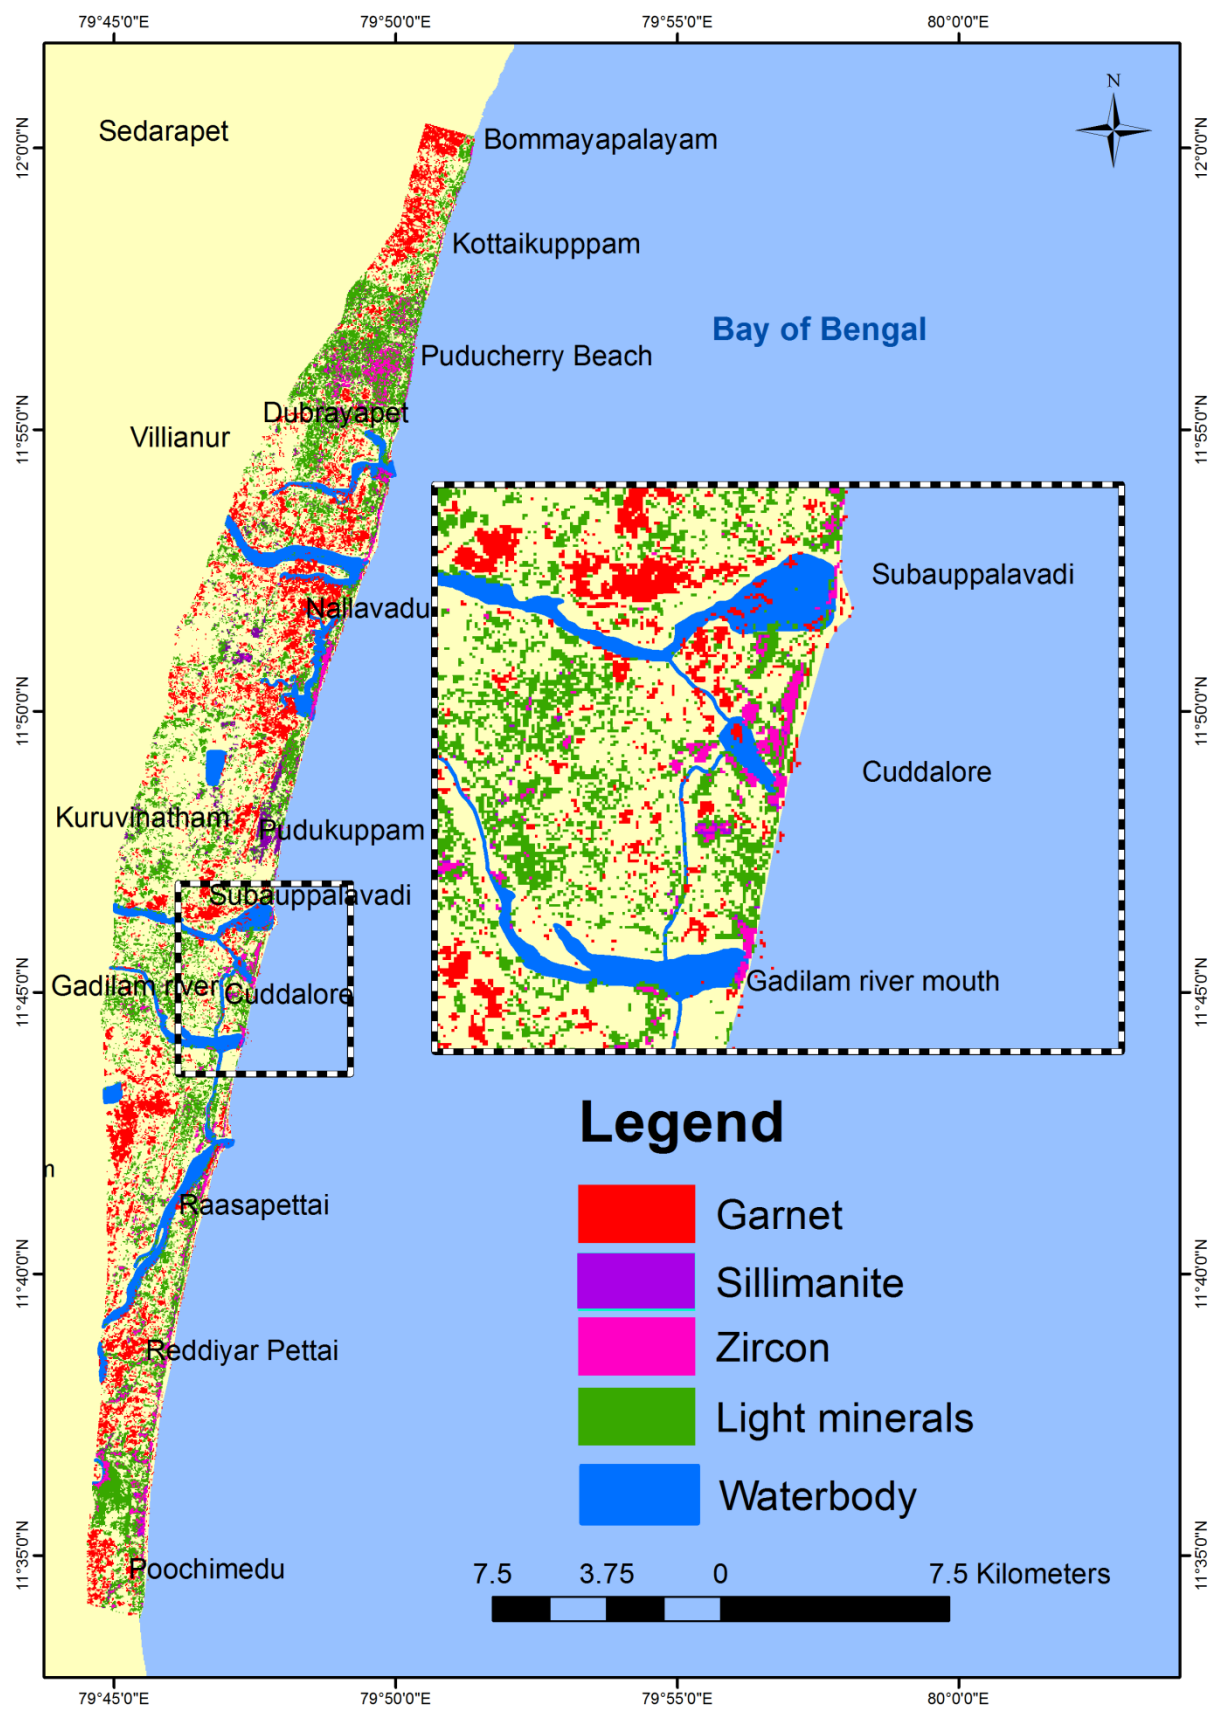 79°45'0"E
79°50'0"E
79°55'0"E
80°0'0"E
N
12°0'0"N
12°0'0"N
Sedarapet
Bommayapalayam
Kottaikupppam
Bay of Bengal
Puducherry Beach
Dubrayapet
Villianur
11°55'0"N
11°55'0"N
Subauppalavadi
Nallavadu
11°50'0"N
11°50'0"N
Cuddalore
Kuruvinatham
Pudukuppam
Subauppalavadi
Gadilam river
Cuddalore
Gadilam river mouth
11°45'0"N
11°45'0"N
Legend
Garnet
Sillimanite
Zircon
Light minerals
Waterbody
Raasapettai
11°40'0"N
11°40'0"N
Reddiyar Pettai
11°35'0"N
11°35'0"N
Poochimedu
7.5 3.75 0 7.5 Kilometers
79°45'0"E
79°50'0"E
79°55'0"E
80°0'0"E